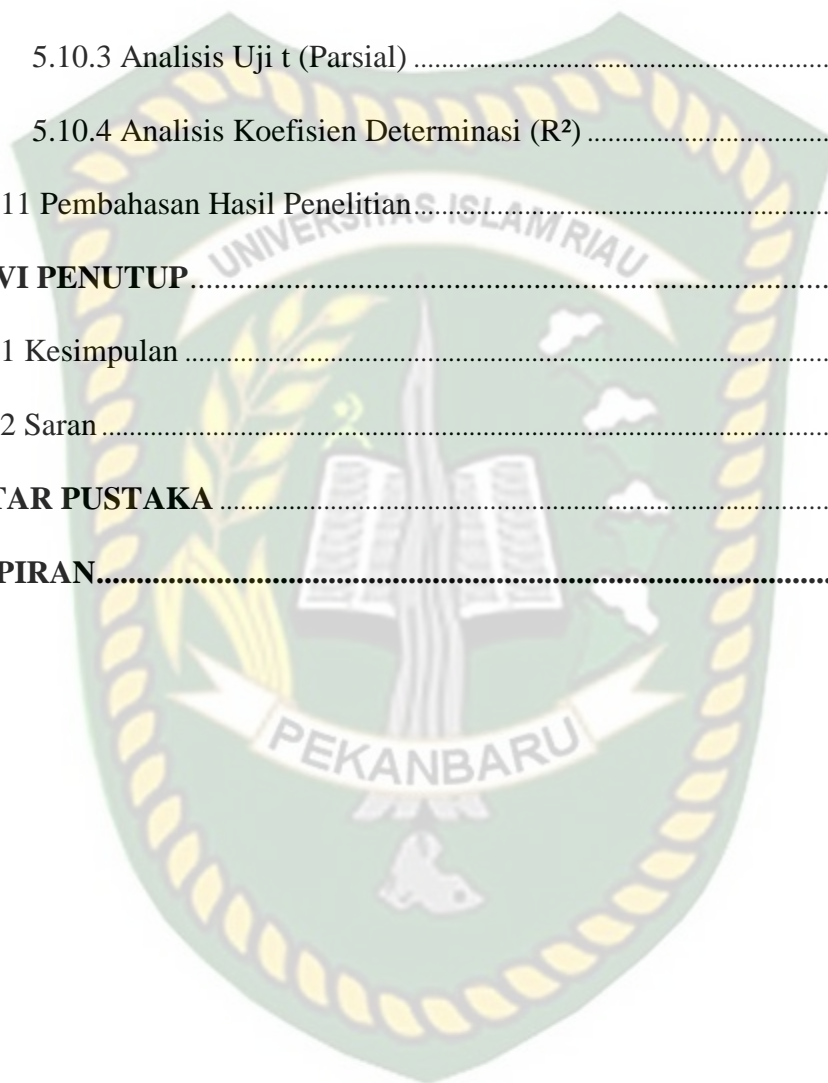 5.10.3 Analisis Uji t (Parsial) ........................................................
5.10.4 Analisis Koefisien Determinasi (R²) ................................
11 Pembahasan Hasil Penelitian........................................................
UNIVERSITAS ISLAM RIAU
VI PENUTUP................................................................................
1 Kesimpulan ................................................................................
2 Saran ............................................................................................
TAR PUSTAKA ............................................................................
PIRAN............................................................................................
PEKANBARU